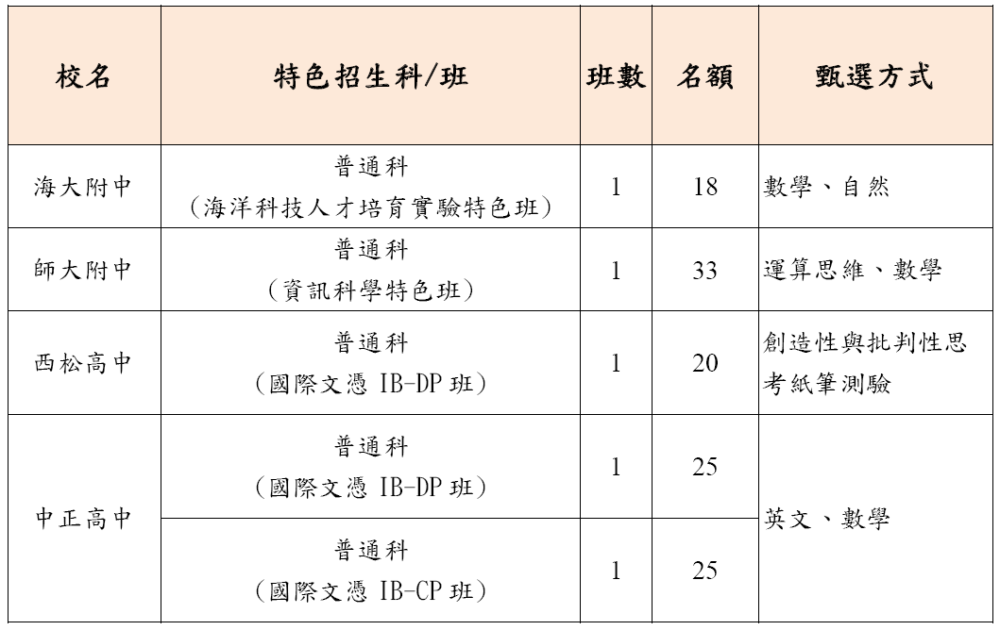 校名 特色招生科/班 班數 名額 甄選方式
海大附中 普通科 1 18 數學、自然
（海洋科技人才培育實驗特色班）
師大附中 普通科 1 33 運算思維、數學
（資訊科學特色班）
西松高中 普通科 1 20 創造性與批判性思
（國際文憑 IB-DP 班） 考紙筆測驗
中正高中 普通科 1 25 英文、數學
（國際文憑 IB-DP 班）
普通科 1 25
（國際文憑 IB-CP 班）